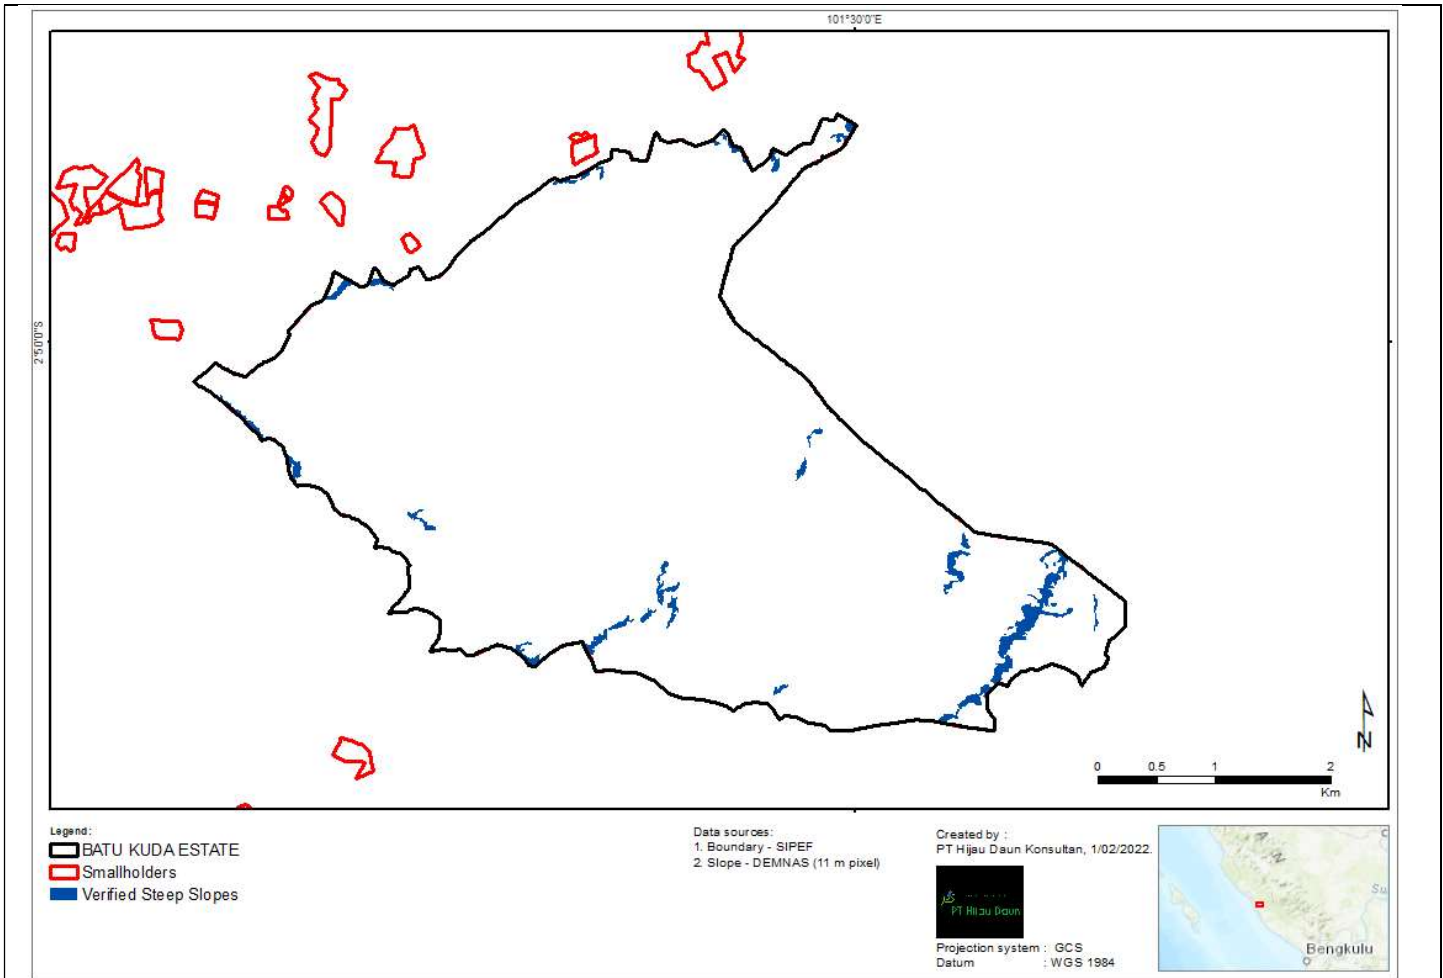 101°30'0"E
2°50'0"S
N
0 0.5 1 2
Km
Legend:
BATU KUDA ESTATE
Smallholders
Verified Steep Slopes
Data sources:
1. Boundary - SIPEF
2. Slope - DEMNAS (11 m pixel)
Created by :
PT Hijau Daun Konsultan, 1/02/2022.
PT Hijau Daun
Projection system : GCS
Datum : WGS 1984
A N
Su
Bengkulu